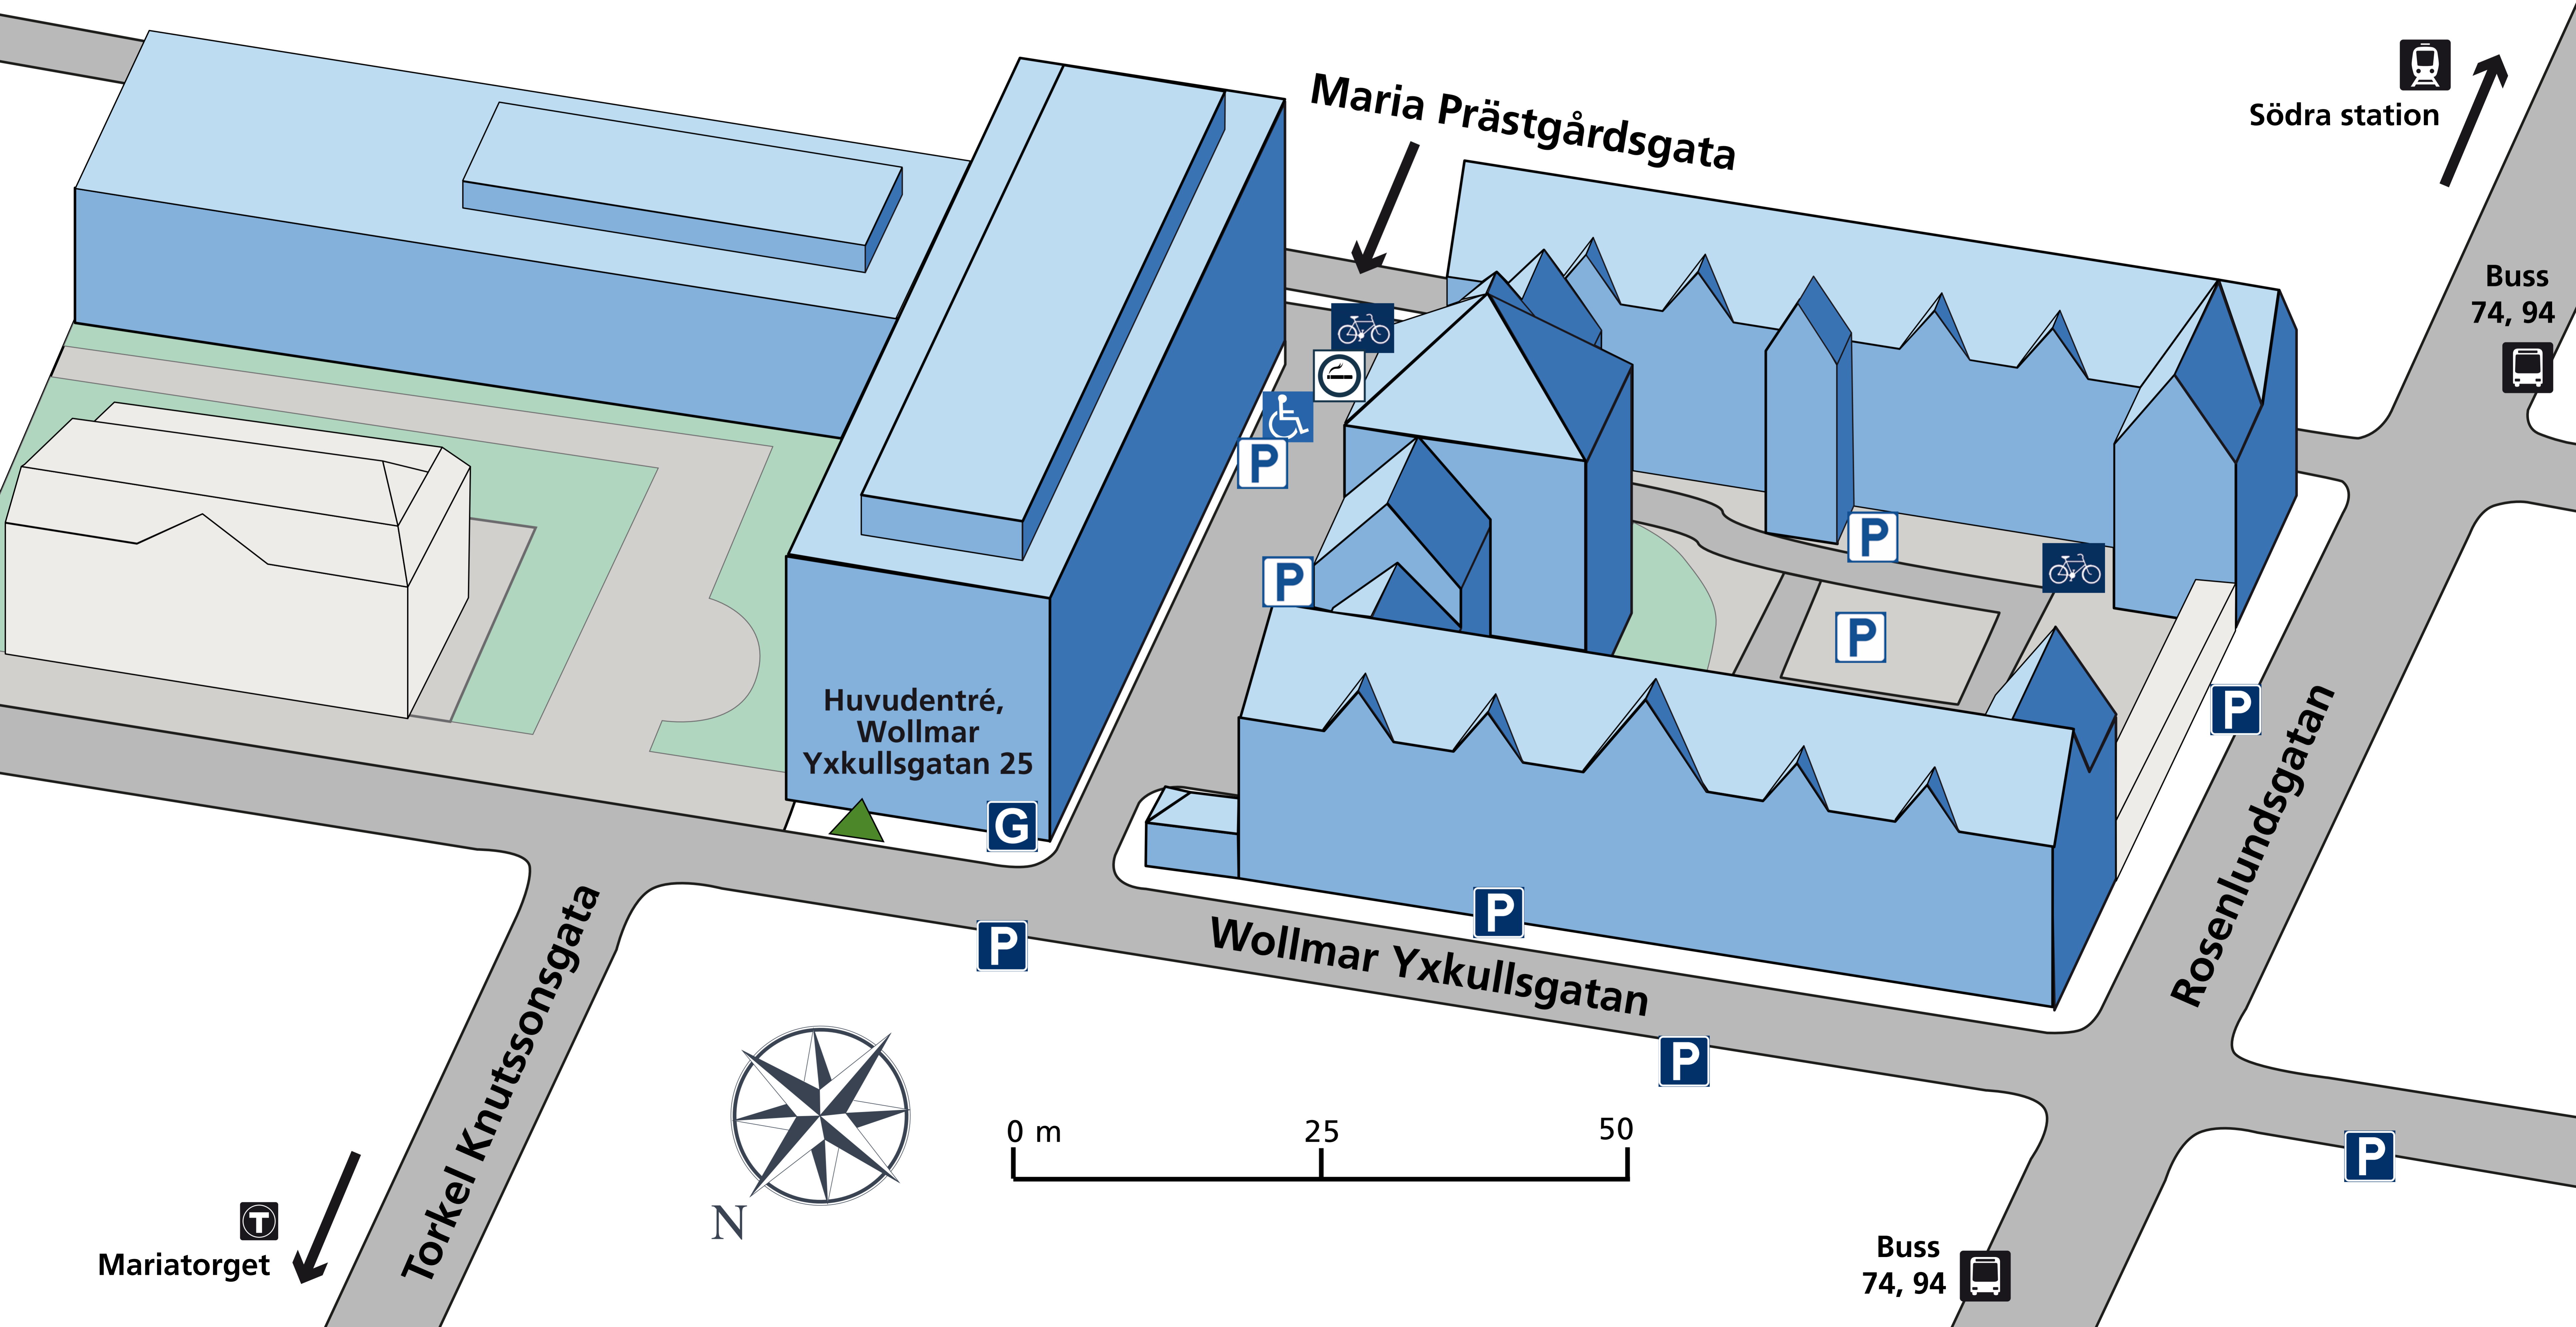 Maria Prästgårdsgata
Södra station
Buss
74, 94
P
P
P
P
P
Huvudentré,
Wollmar
Yxkullsgatan 25
G
P
P
Wollmar Yxkullsgatan
Rosenlundsgatan
Torkel Knutssonsgata
P
P
0 m 25 50
N
T
Mariatorget
Buss
74, 94